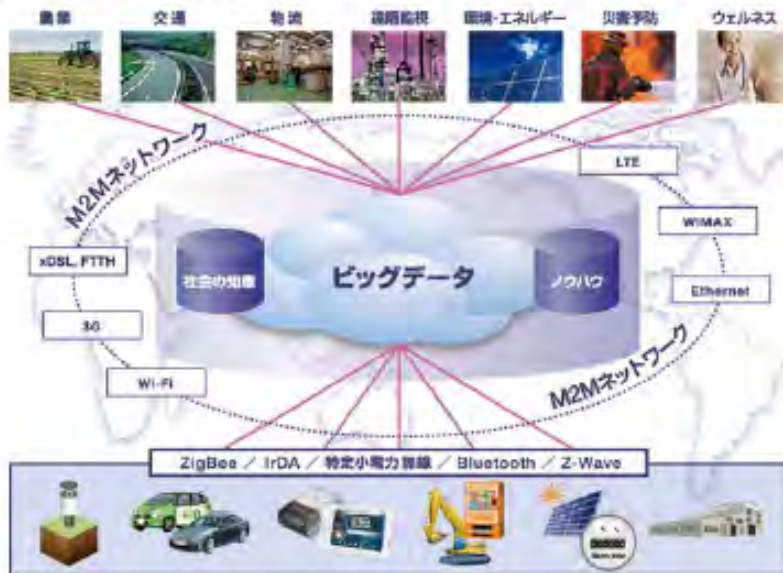 農業
交通
物流
遠隔監視
環境・エネルギー
災害予防
ウェルネス
M2Mネットワーク
LTE
WiMAX
xDSL, FTTH
社会の知恵
ビッグデータ
ノウハウ
Ethernet
3G
Wi-Fi
M2Mネットワーク
ZigBee ／ IrDA ／ 特定小電力無線 ／ Bluetooth ／ Z-Wave